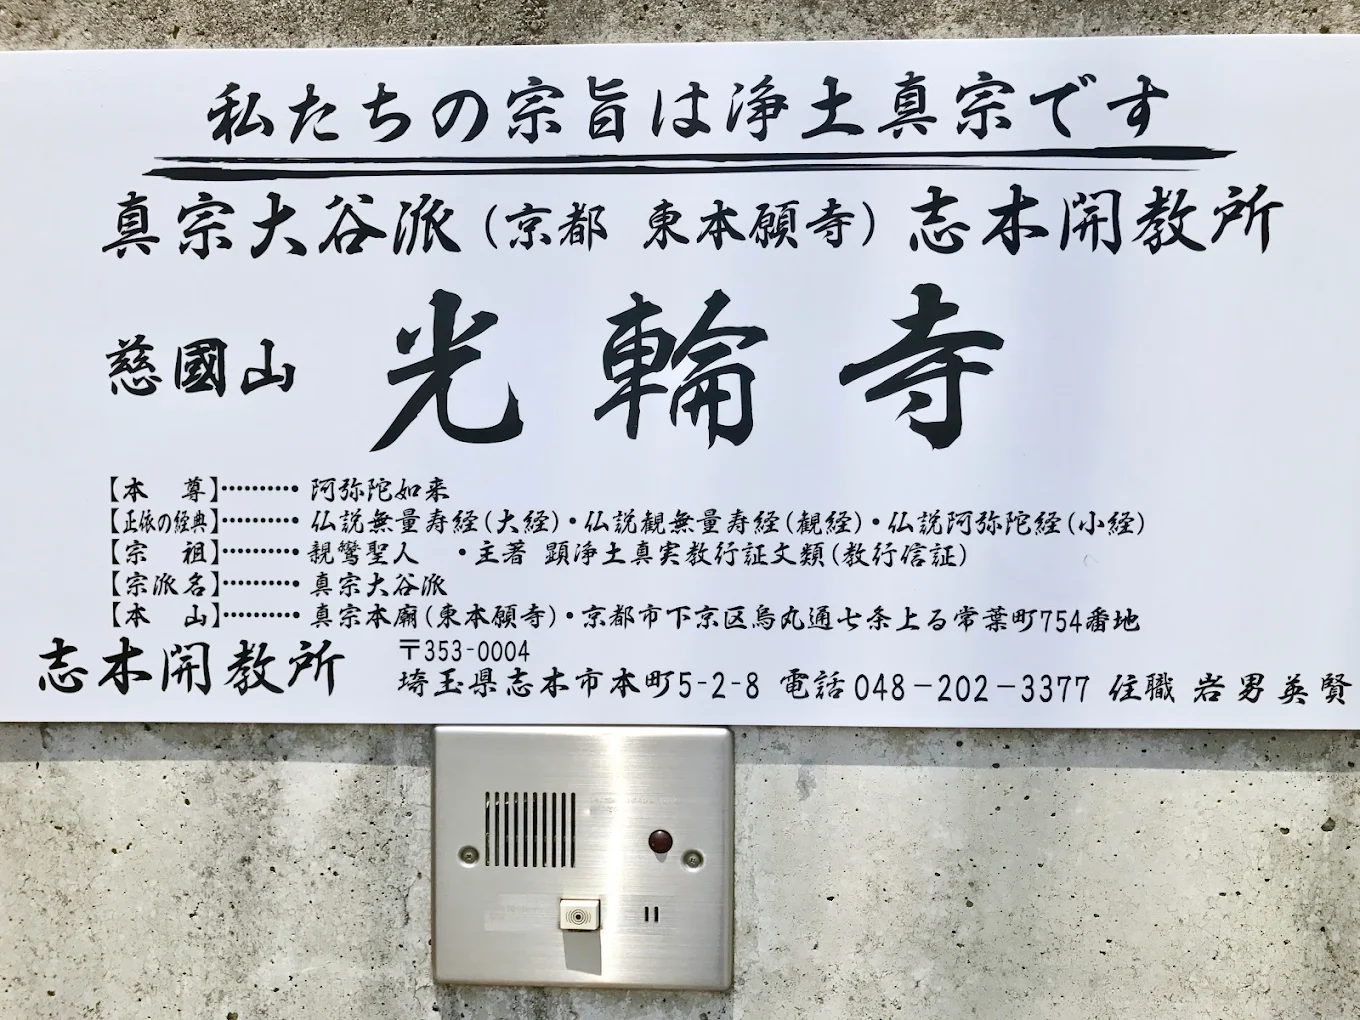 私たちの宗旨は浄土真宗です
真宗大谷派(京都 東本願寺) 志木開教所
慈國山 光輪寺
【本 尊】‥‥‥‥‥• 阿弥陀如来
【正依の経典】‥‥‥‥‥• 仏説無量寿経(大経)・仏説観無量寿経(観経)・仏説阿弥陀経(小経)
【宗 祖】‥‥‥‥‥• 親鸞聖人 ・主著 顕浄土真実教行証文類(教行信証)
【宗派名】‥‥‥‥‥• 真宗大谷派
【本 山】‥‥‥‥‥• 真宗本廟(東本願寺)・京都市下京区烏丸通七条上る常葉町754番地
志木開教所
〒353-0004
埼玉県志木市本町5-2-8 電話048-202-3377 住職 岩男英賢